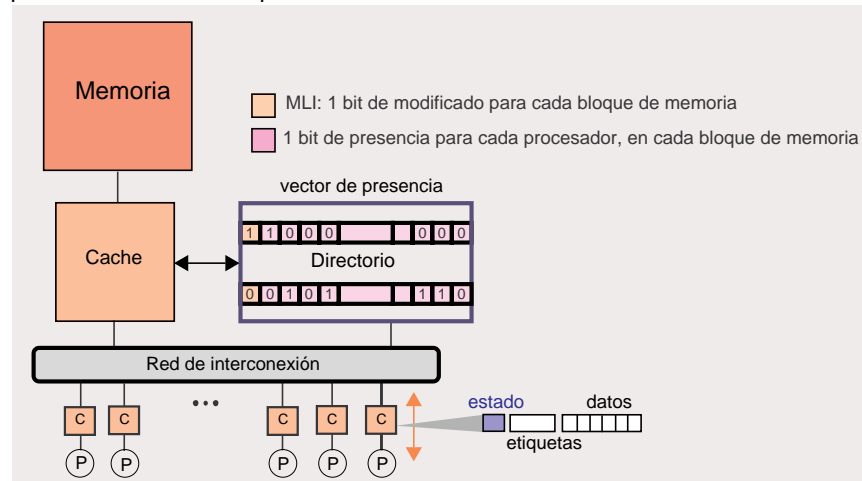 Memoria
MLI: 1 bit de modificado para cada bloque de memoria
1 bit de presencia para cada procesador, en cada bloque de memoria
vector de presencia
1 1 0 0 0 0 0 0
Cache
Directorio
0 0 1 0 1 1 1 0
Red de interconexión
•••
estado
datos
C C C C C
etiquetas
P P P P P